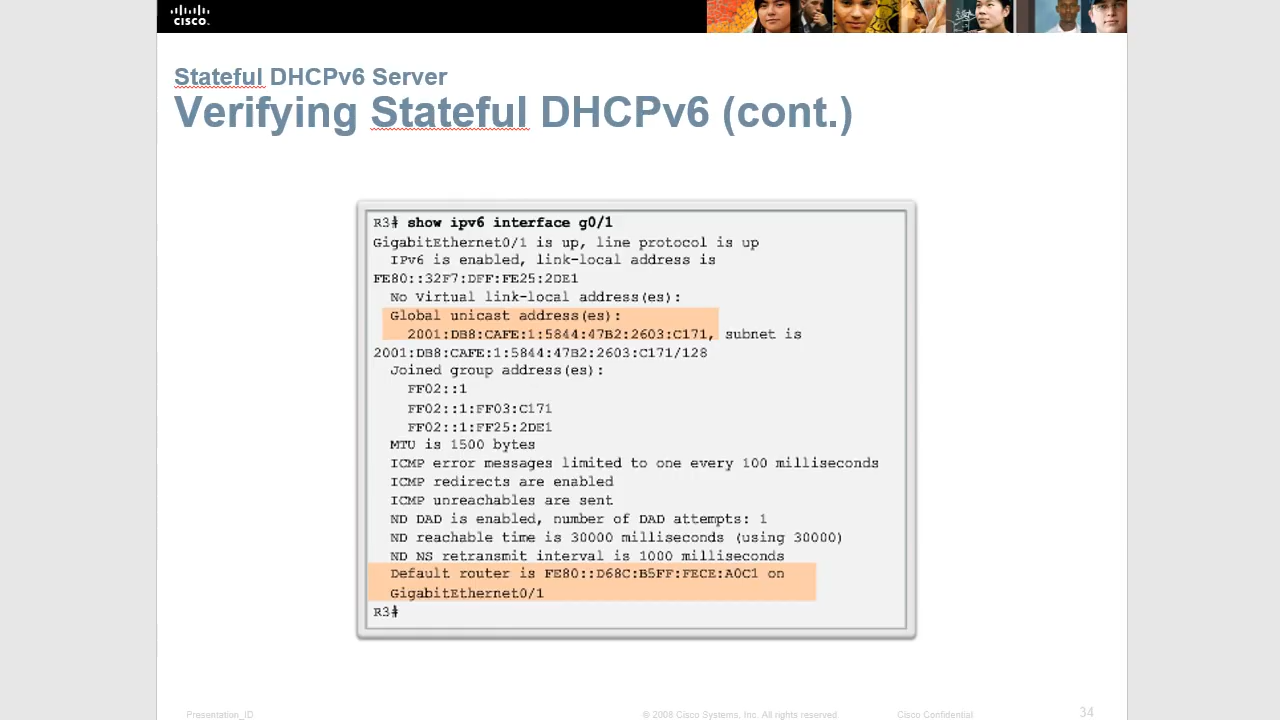 cisco.
Stateful DHCPv6 Server
Verifying Stateful DHCPv6 (cont.)
R3# show ipv6 interface g0/1
GigabitEthernet0/1 is up, line protocol is up
IPv6 is enabled, link-local address is
FE80::32F7:DFF:FE25:2DE1
No Virtual link-local address(es):
Global unicast address(es):
2001:DB8:CAFE:1:5844:47B2:2603:C171, subnet is
2001:DB8:CAFE:1:5844:47B2:2603:C171/128
Joined group address(es):
FF02::1
FF02::1:FF03:C171
FF02::1:FF25:2DE1
MTU is 1500 bytes
ICMP error messages limited to one every 100 milliseconds
ICMP redirects are enabled
ICMP unreachables are sent
ND DAD is enabled, number of DAD attempts: 1
ND reachable time is 30000 milliseconds (using 30000)
ND NS retransmit interval is 1000 milliseconds
Default router is FE80::D68C:B5FF:FECE:A0C1 on
GigabitEthernet0/1
R3#
Presentation_ID
© 2008 Cisco Systems, Inc. All rights reserved
Cisco Confidential
34